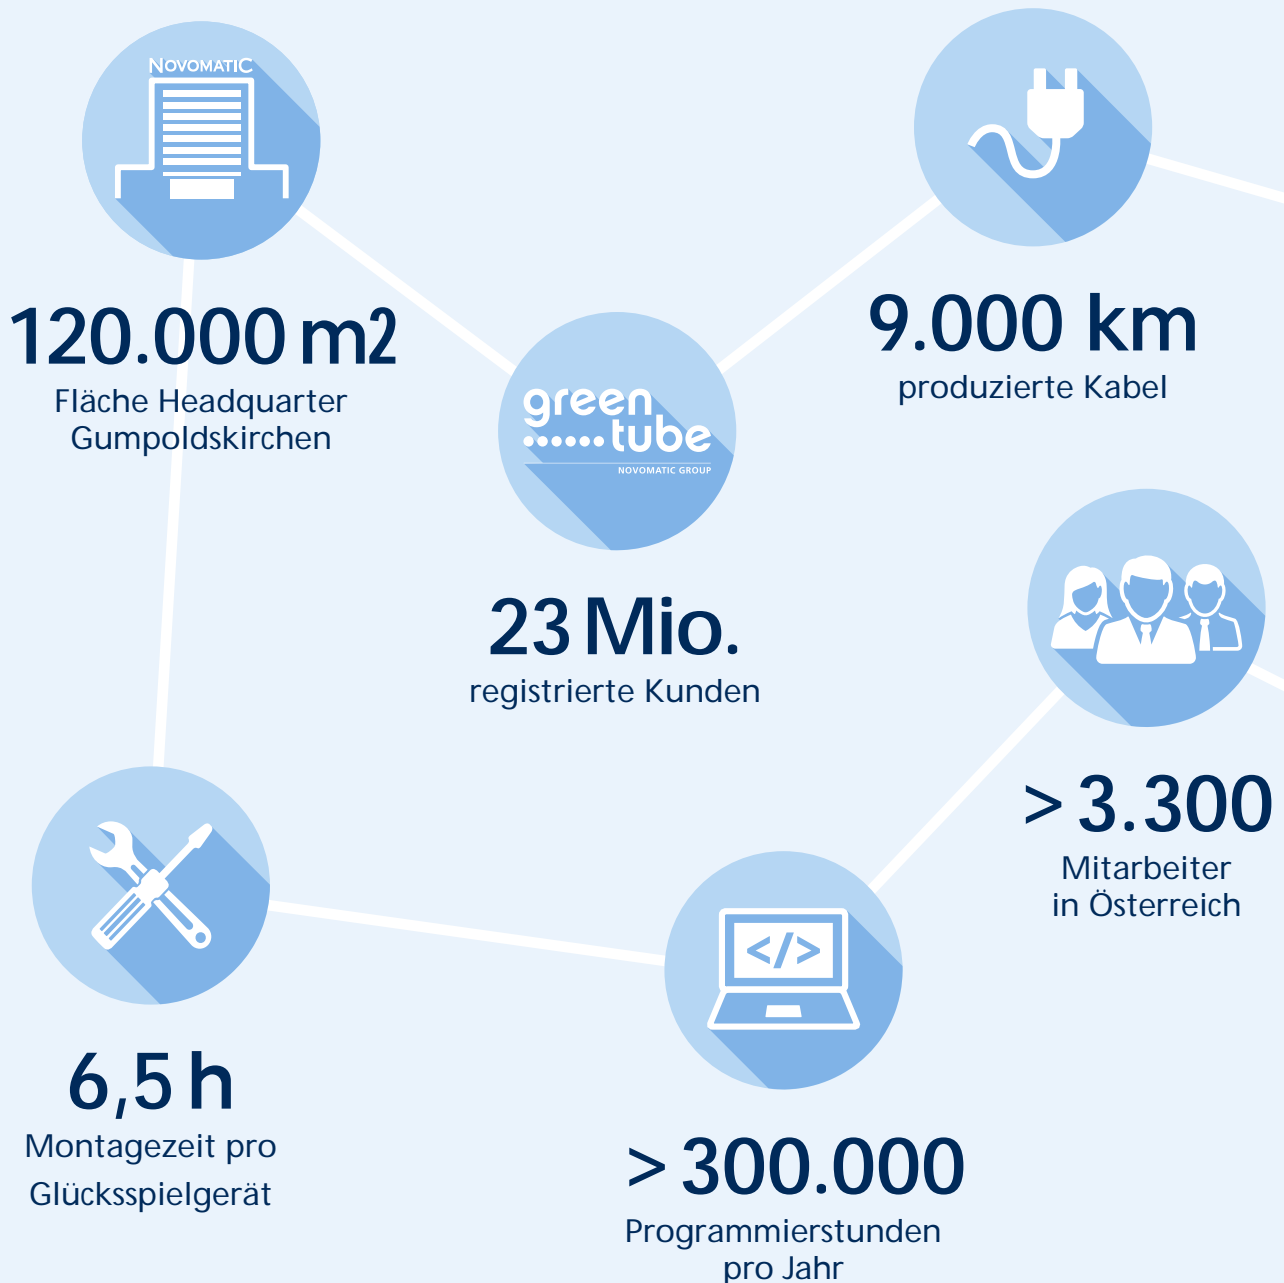 NOVOMATIC
120.000 m2
Fläche Headquarter
Gumpoldskirchen
9.000 km
produzierte Kabel
green
tube
NOVOMATIC GROUP
23 Mio.
registrierte Kunden
> 3.300
Mitarbeiter
in Österreich
6,5 h
Montagezeit pro
Glücksspielgerät
</>
> 300.000
Programmierstunden
pro Jahr